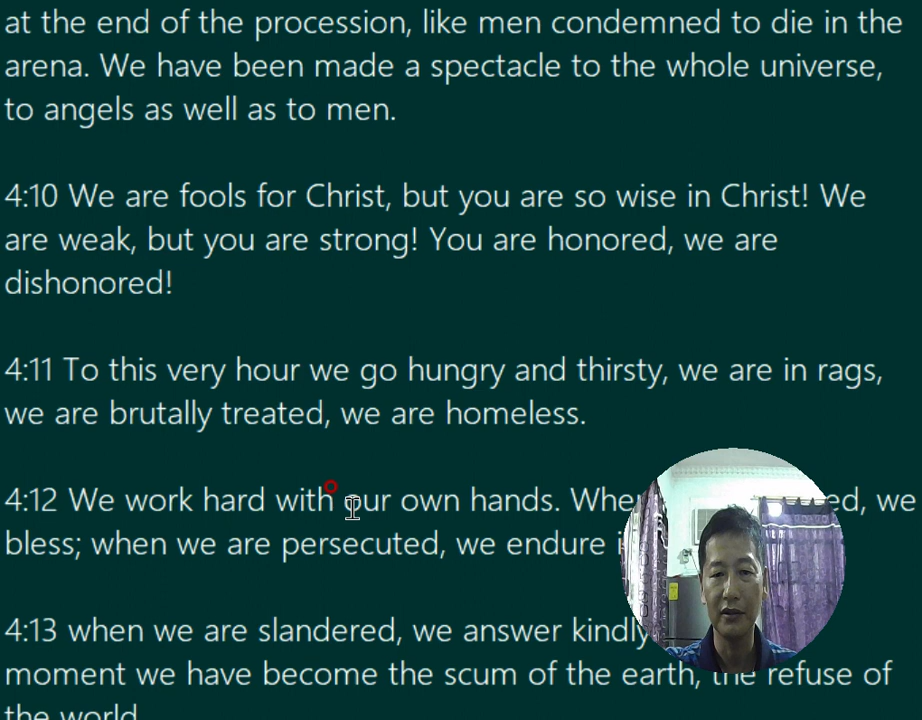 at the end of the procession, like men condemned to die in the
arena. We have been made a spectacle to the whole universe,
to angels as well as to men.
4:10 We are fools for Christ, but you are so wise in Christ! We
are weak, but you are strong! You are honored, we are
dishonored!
4:11 To this very hour we go hungry and thirsty, we are in rags,
we are brutally treated, we are homeless.
4:12 We work hard with our own hands. we
bless; when we are persecuted, we endure
4:13 when we are slandered, we answer kindly
moment we have become the scum of the earth, the refuse of
the world